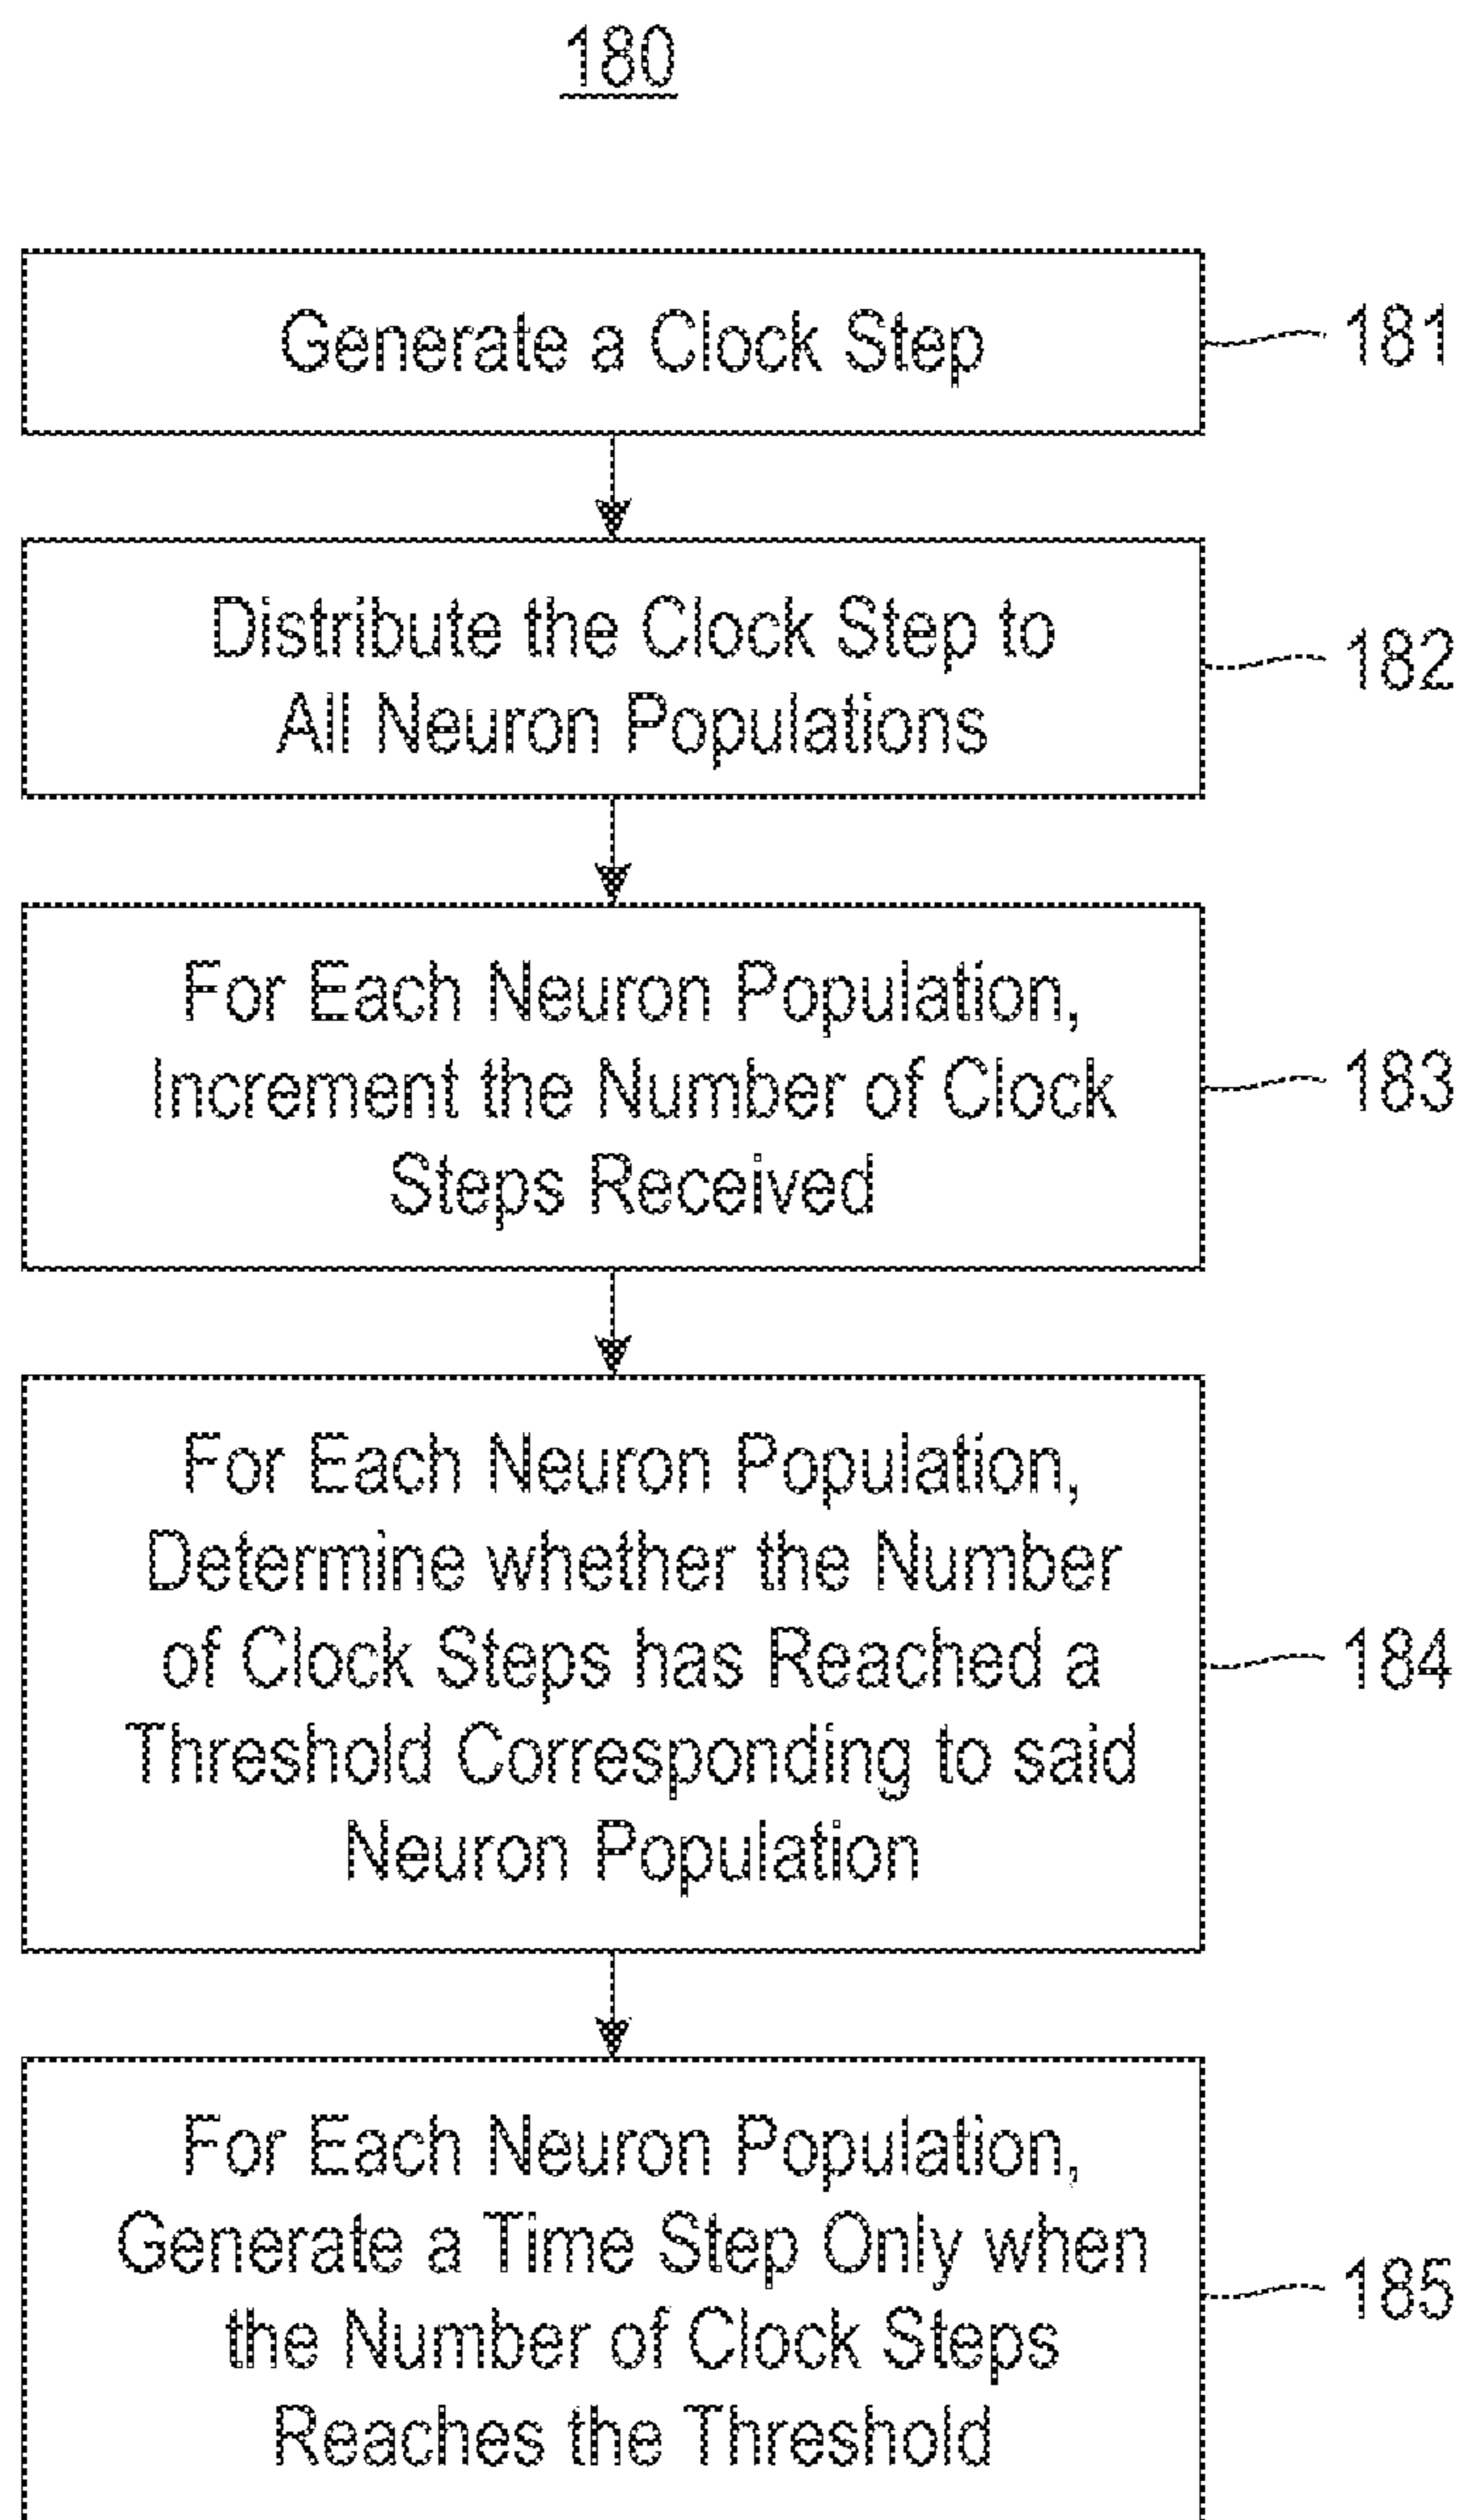 180
Generate a Clock Step
181
Distribute the Clock Step to
All Neuron Populations
182
For Each Neuron Population,
Increment the Number of Clock
Steps Received
183
For Each Neuron Population,
Determine whether the Number
of Clock Steps has Reached a
Threshold Corresponding to said
Neuron Population
184
For Each Neuron Population,
Generate a Time Step Only when
the Number of Clock Steps
Reaches the Threshold
185